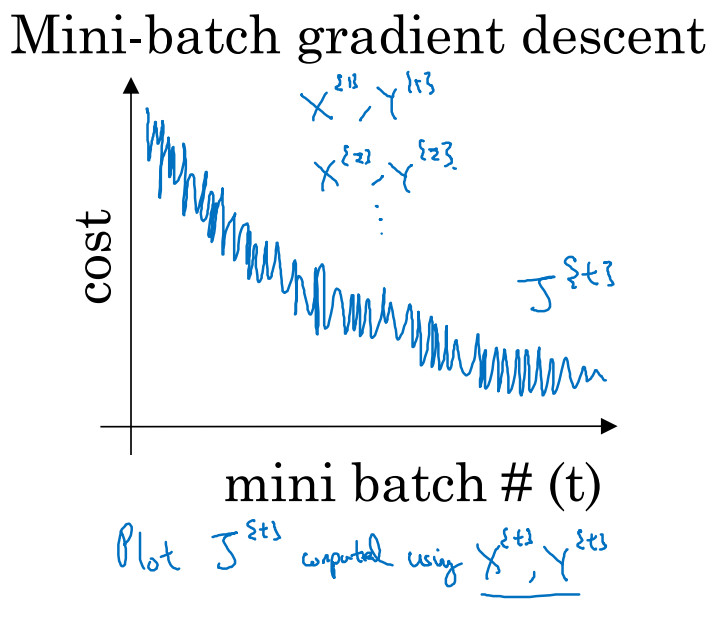 Mini-batch gradient descent
X^{1}, Y^{1}
X^{2}, Y^{2}.
⋮
cost
J^{t}
mini batch # (t)
Plot J^{t} computed using X^{t}, Y^{t}